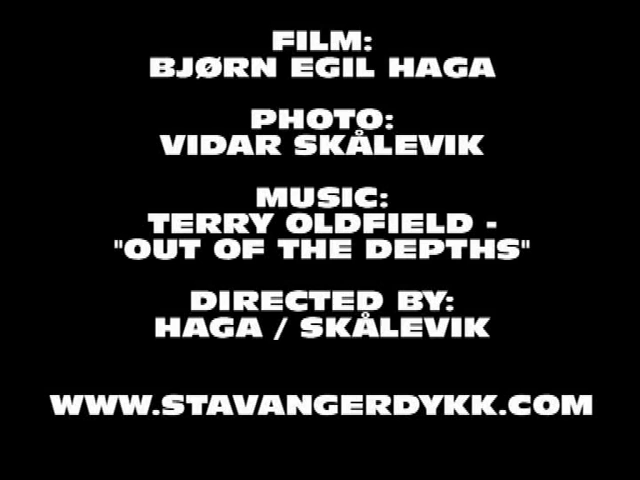 FILM:
BJØRN EGIL HAGA
PHOTO:
VIDAR SKÅLEVIK
MUSIC:
TERRY OLDFIELD -
"OUT OF THE DEPTHS"
DIRECTED BY:
HAGA / SKÅLEVIK
WWW.STAVANGERDYKK.COM